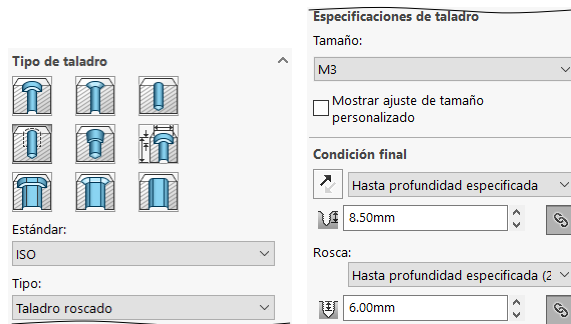 Tipo de taladro
Estándar:
ISO
Tipo:
Taladro roscado
Especificaciones de taladro
Tamaño:
M3
Mostrar ajuste de tamaño
personalizado
Condición final
Hasta profundidad especificada
8.50mm
Rosca:
Hasta profundidad especificada (2
6.00mm